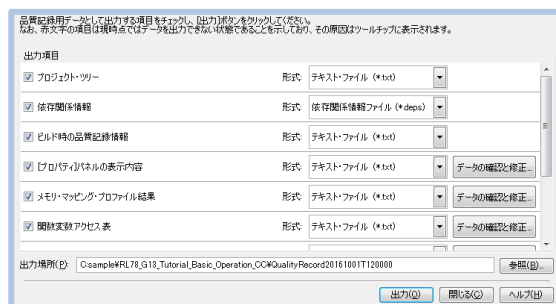 品質記録用データとして出力する項目をチェックし、[出力]ボタンをクリックしてください。
なお、赤文字の項目は現時点ではデータを出力できない状態であることを示しており、その原因はツールチップに表示されます。
出力項目
プロジェクト・ツリー 形式: テキスト・ファイル (*.txt)
依存関係情報 形式: 依存関係情報ファイル (*.deps)
ビルド時の品質記録情報 形式: テキスト・ファイル (*.txt)
[プロパティ]パネルの表示内容 形式: テキスト・ファイル (*.txt) データの確認と修正...
メモリ・マッピング・プロファイル結果 形式: テキスト・ファイル (*.txt) データの確認と修正...
関数変数アクセス表 形式: テキスト・ファイル (*.txt) データの確認と修正...
出力場所(P): C:¥sample¥RL78_G13_Tutorial_Basic_Operation_CC¥QualityRecord20161001T120000 参照(B)...
出力(O) 閉じる(C) ヘルプ(H)